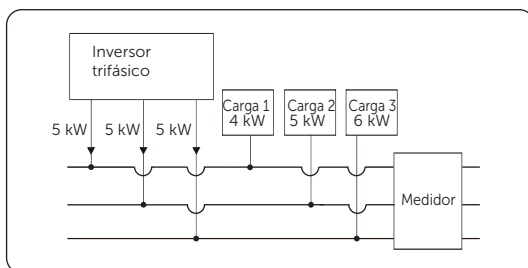 Inversor
trifásico
5 kW 5 kW 5 kW
Carga 1
4 kW
Carga 2
5 kW
Carga 3
6 kW
Medidor